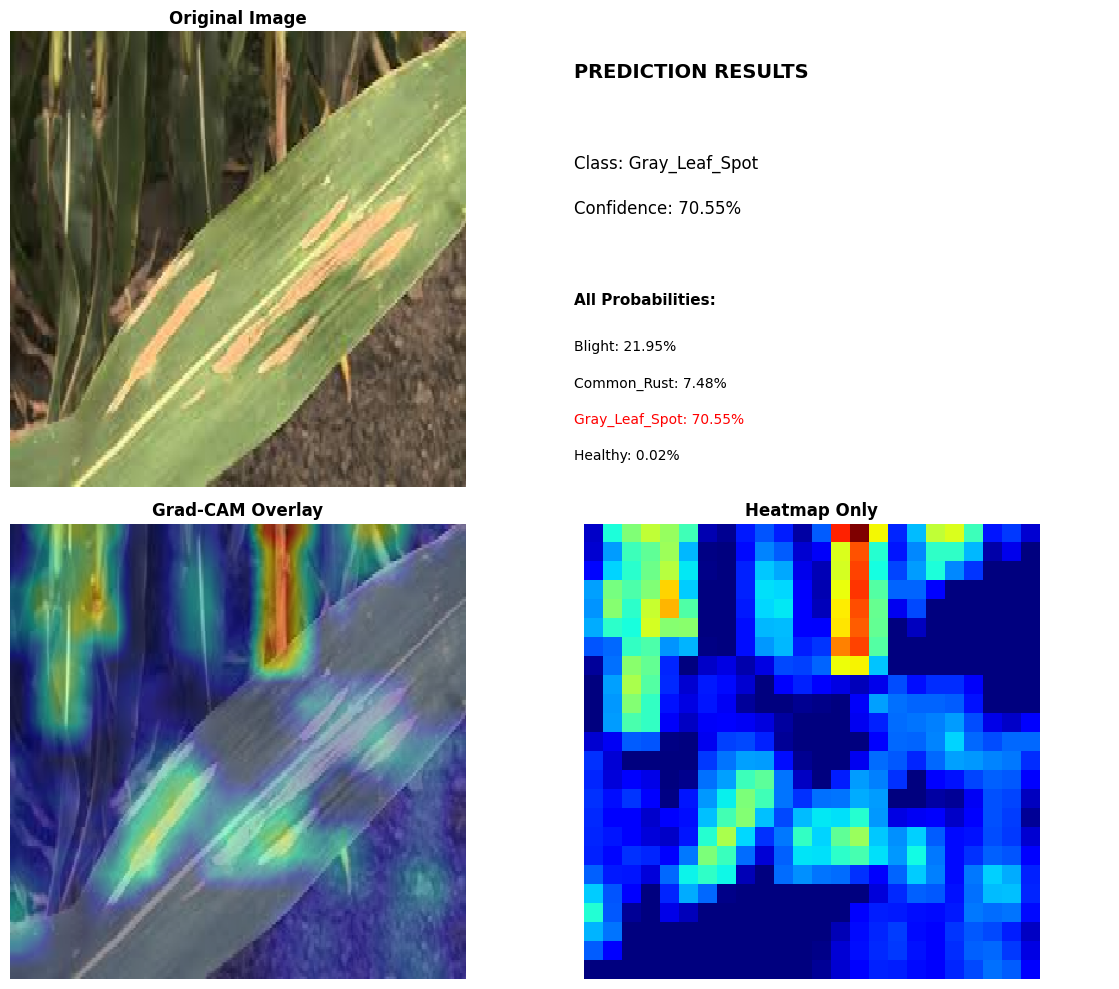 Original Image
PREDICTION RESULTS
Class: Gray_Leaf_Spot
Confidence: 70.55%
All Probabilities:
Blight: 21.95%
Common_Rust: 7.48%
Gray_Leaf_Spot: 70.55%
Healthy: 0.02%
Grad-CAM Overlay
Heatmap Only